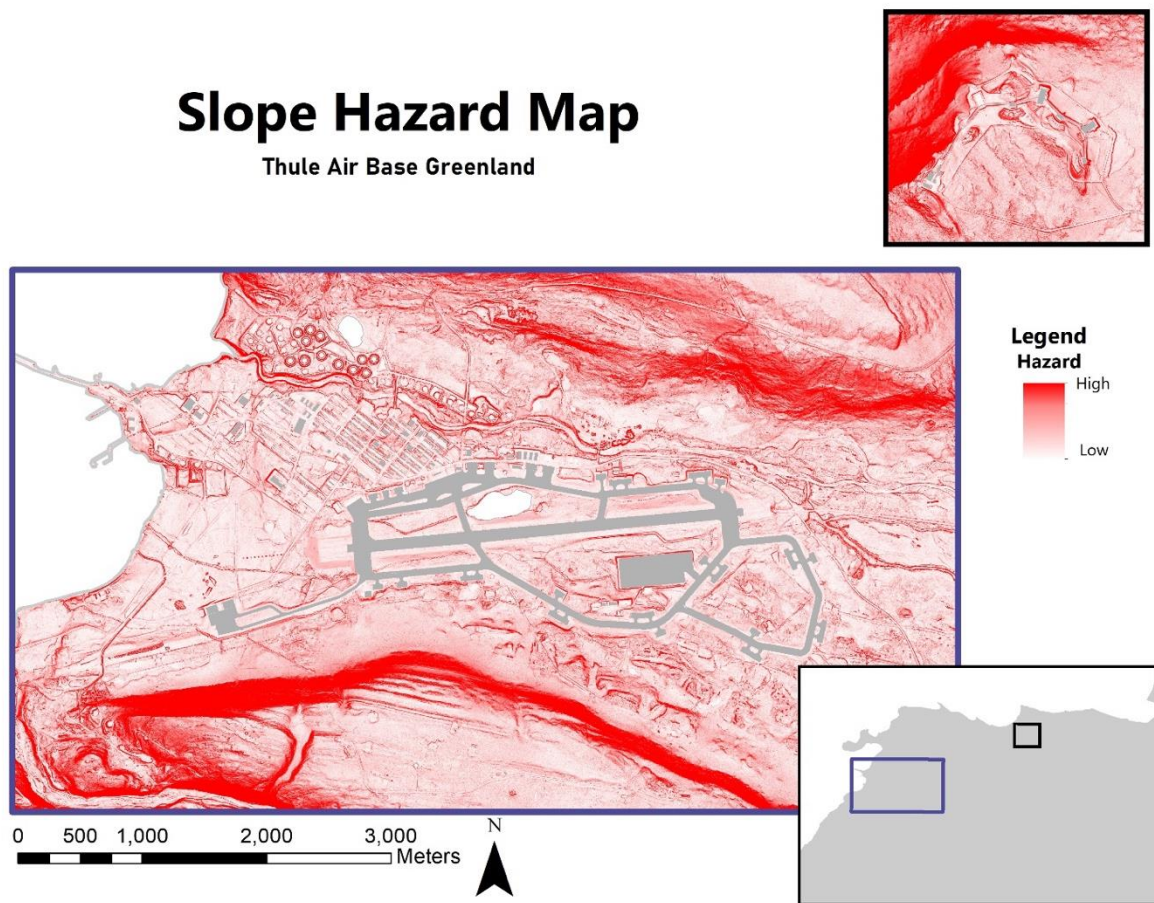 Slope Hazard Map
Thule Air Base Greenland
Legend
Hazard
High
Low
0 500 1,000 2,000 3,000
Meters
N